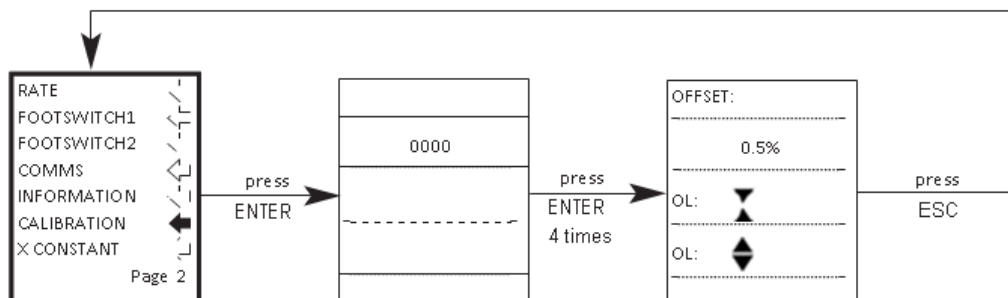 RATE
FOOTSWITCH1
FOOTSWITCH2
COMMS
INFORMATION
CALIBRATION
X CONSTANT
Page 2
press
ENTER
0000
press
ENTER
4 times
OFFSET:
0.5%
OL:
OL:
press
ESC